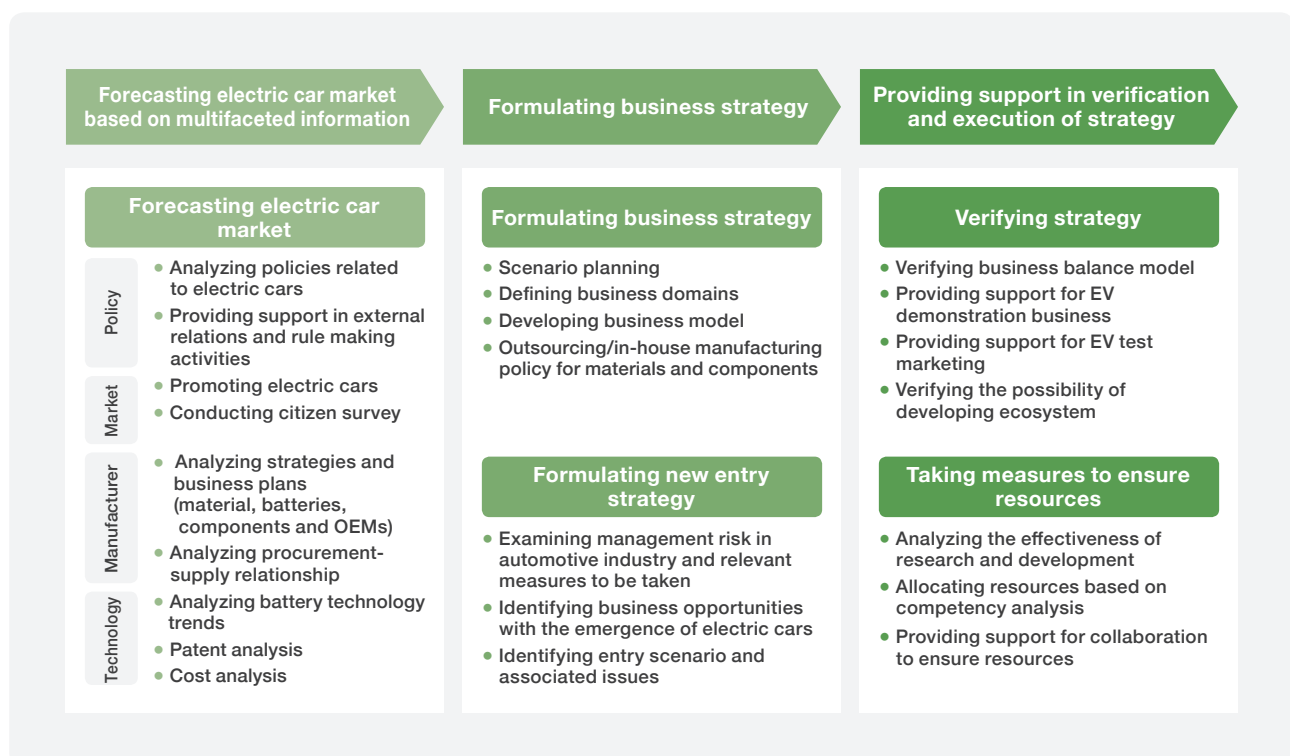 Forecasting electric car market
based on multifaceted information
Formulating business strategy
Providing support in verification
and execution of strategy
Forecasting electric car
market
Policy
• Analyzing policies related
to electric cars
• Providing support in external
relations and rule making
activities
Market
• Promoting electric cars
• Conducting citizen survey
Manufacturer
• Analyzing strategies and
business plans
(material, batteries,
components and OEMs)
• Analyzing procurement-
supply relationship
Technology
• Analyzing battery technology
trends
• Patent analysis
• Cost analysis
Formulating business strategy
• Scenario planning
• Defining business domains
• Developing business model
• Outsourcing/in-house manufacturing
policy for materials and components
Formulating new entry
strategy
• Examining management risk in
automotive industry and relevant
measures to be taken
• Identifying business opportunities
with the emergence of electric cars
• Identifying entry scenario and
associated issues
Verifying strategy
• Verifying business balance model
• Providing support for EV
demonstration business
• Providing support for EV test
marketing
• Verifying the possibility of
developing ecosystem
Taking measures to ensure
resources
• Analyzing the effectiveness of
research and development
• Allocating resources based on
competency analysis
• Providing support for collaboration
to ensure resources